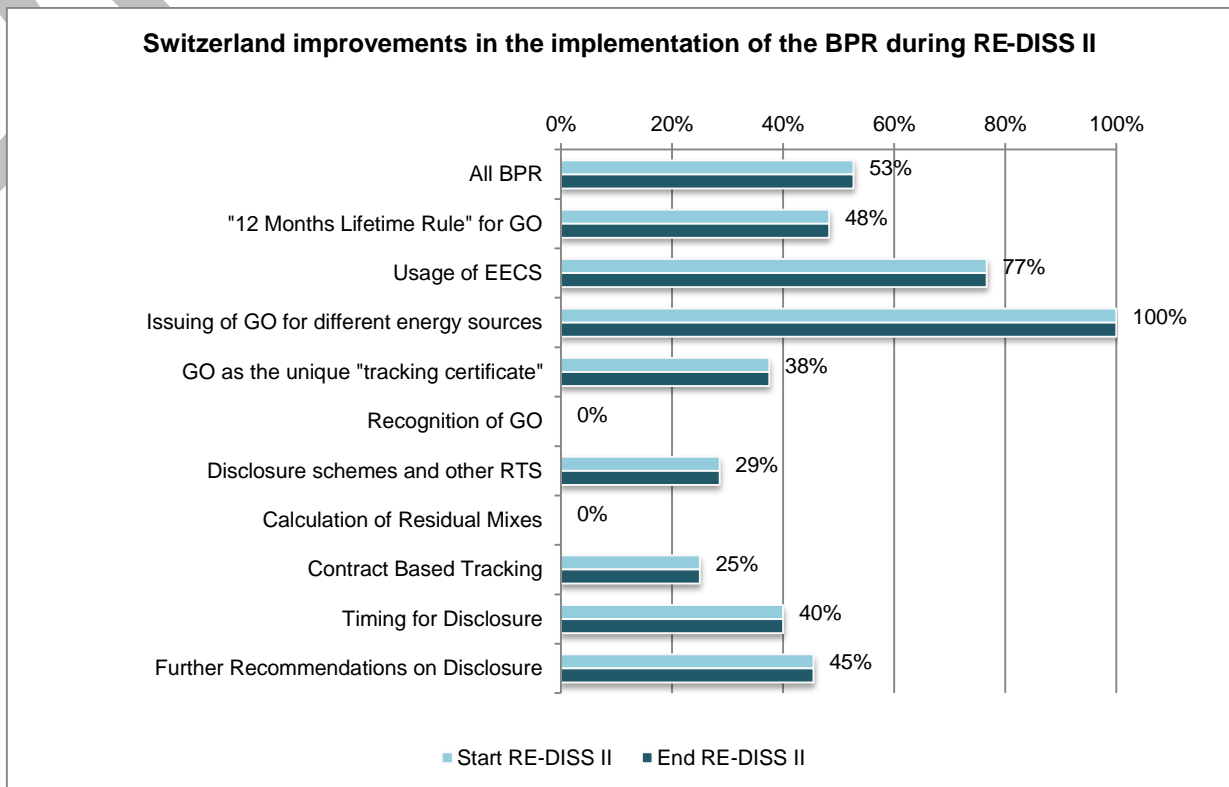 Switzerland improvements in the implementation of the BPR during RE-DISS II
0% 20% 40% 60% 80% 100%
All BPR 53%
"12 Months Lifetime Rule" for GO 48%
Usage of EECS 77%
Issuing of GO for different energy sources 100%
GO as the unique "tracking certificate" 38%
Recognition of GO 0%
Disclosure schemes and other RTS 29%
Calculation of Residual Mixes 0%
Contract Based Tracking 25%
Timing for Disclosure 40%
Further Recommendations on Disclosure 45%
Start RE-DISS II End RE-DISS II